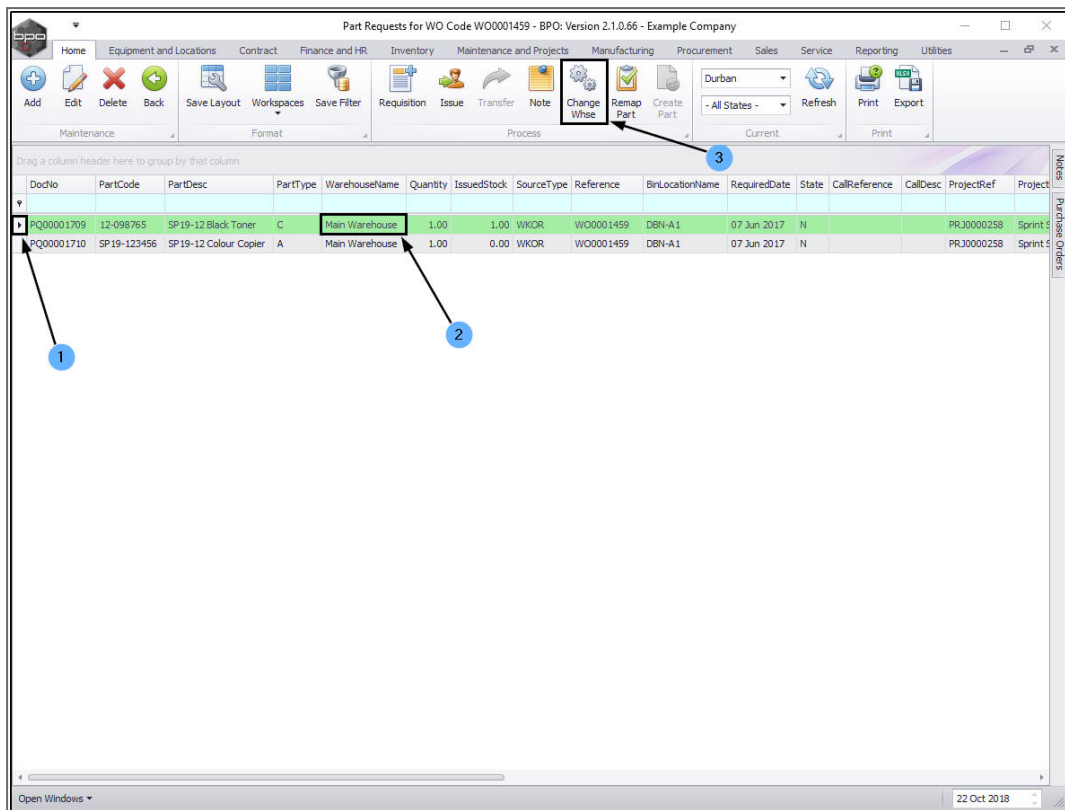 Part Requests for WO Code WO0001459 - BPO: Version 2.1.0.66 - Example Company
bpo
Home Equipment and Locations Contract Finance and HR Inventory Maintenance and Projects Manufacturing Procurement Sales Service Reporting Utilities
Add Edit Delete Back Save Layout Workspaces Save Filter Requisition Issue Transfer Note Change Whse Remap Part Create Part Durban - All States - Refresh Print Export
Maintenance Format Process Current Print
3
Drag a column header here to group by that column
DocNo PartCode PartDesc PartType WarehouseName Quantity IssuedStock SourceType Reference BinLocationName RequiredDate State CallReference CallDesc ProjectRef Project
PQ00001709 12-098765 SP19-12 Black Toner C Main Warehouse 1.00 1.00 WKOR WO0001459 DBN-A1 07 Jun 2017 N PRJ0000258 Sprint S
PQ00001710 SP19-123456 SP19-12 Colour Copier A Main Warehouse 1.00 0.00 WKOR WO0001459 DBN-A1 07 Jun 2017 N PRJ0000258 Sprint S
Notes
Purchase Orders
2
1
Open Windows 22 Oct 2018